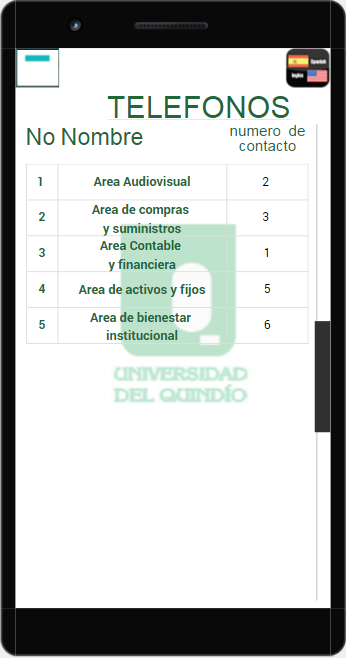 Spanish
Inglés
TELEFONOS
No Nombre
numero de
contacto
1 Area Audiovisual 2
2 Area de compras
y suministros 3
3 Area Contable
y financiera 1
4 Area de activos y fijos 5
5 Area de bienestar
institucional 6
UNIVERSIDAD
DEL QUINDÍO